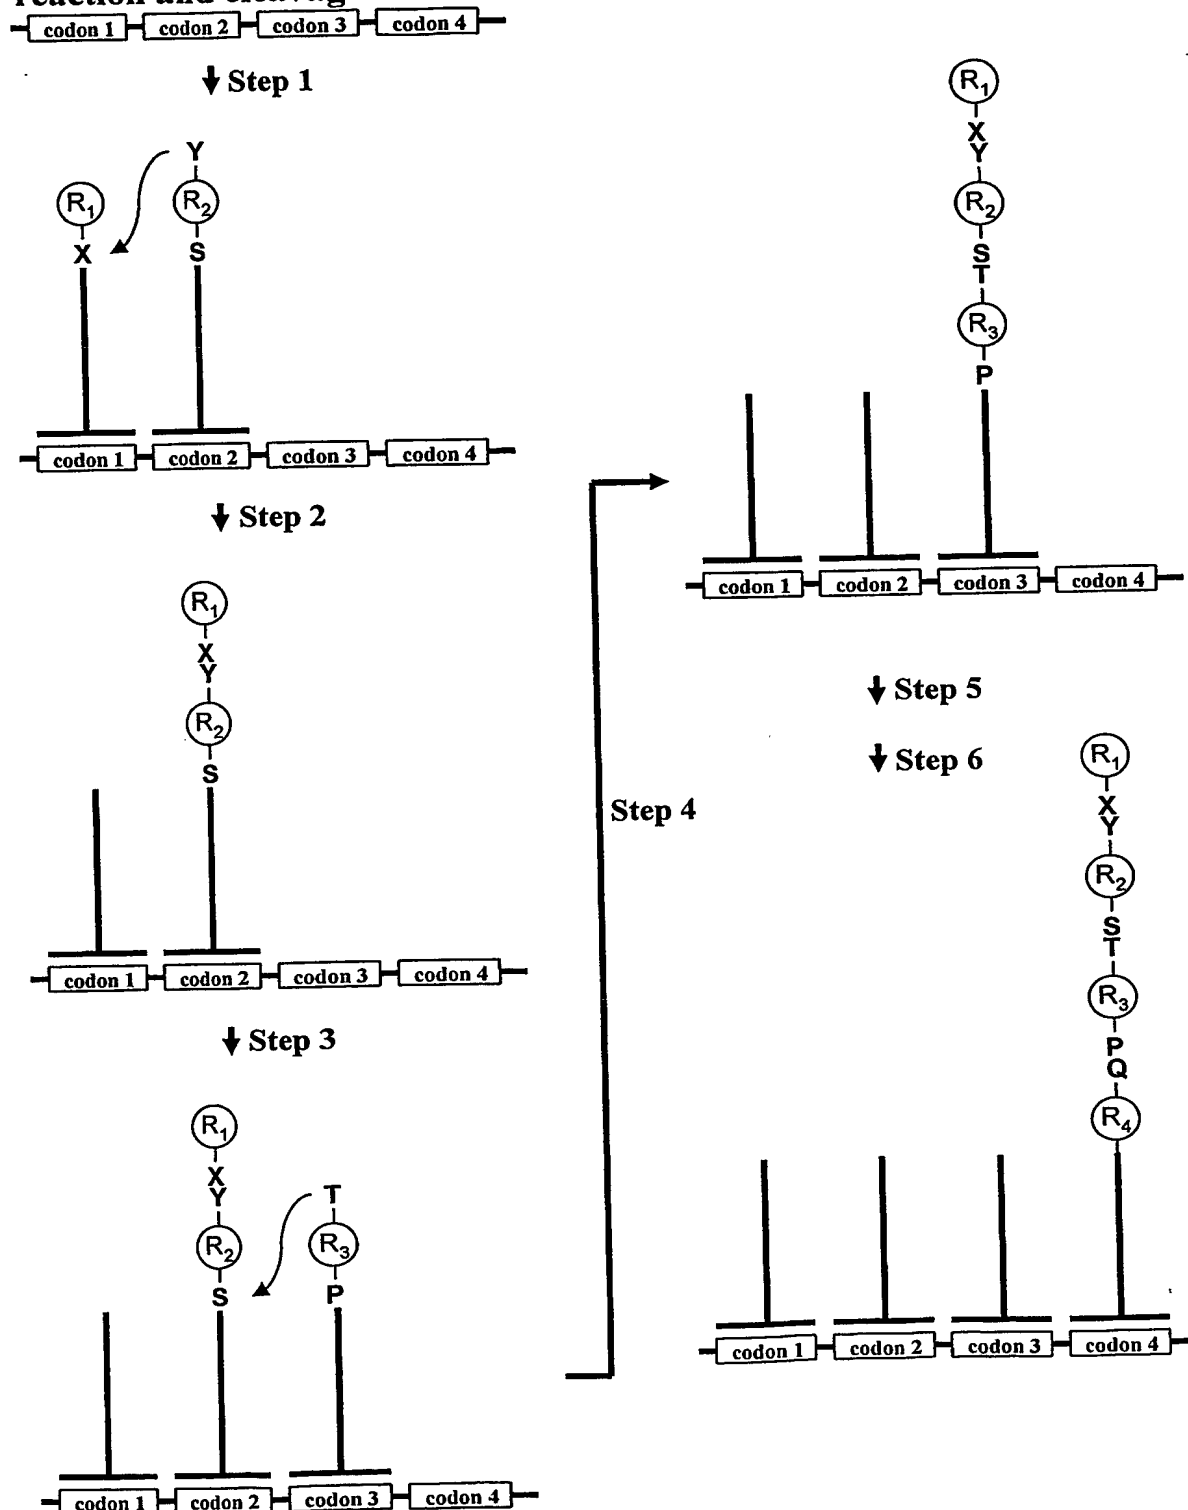 reaction and cleavag
codon 1 codon 2 codon 3 codon 4
Step 1
Y
R1 R2
X S
codon 1 codon 2 codon 3 codon 4
Step 2
R1
X
Y
R2
S
codon 1 codon 2 codon 3 codon 4
Step 3
R1
X
Y T
R2 R3
S P
codon 1 codon 2 codon 3 codon 4
Step 4
R1
X
Y
R2
S
T
R3
P
codon 1 codon 2 codon 3 codon 4
Step 5
Step 6
R1
X
Y
R2
S
T
R3
P
Q
R4
codon 1 codon 2 codon 3 codon 4